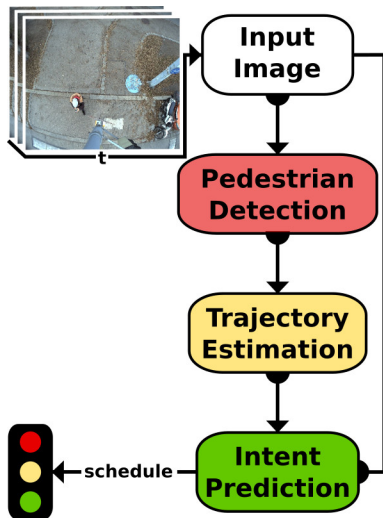 Input
Image
t
Pedestrian
Detection
Trajectory
Estimation
Intent
Prediction
schedule